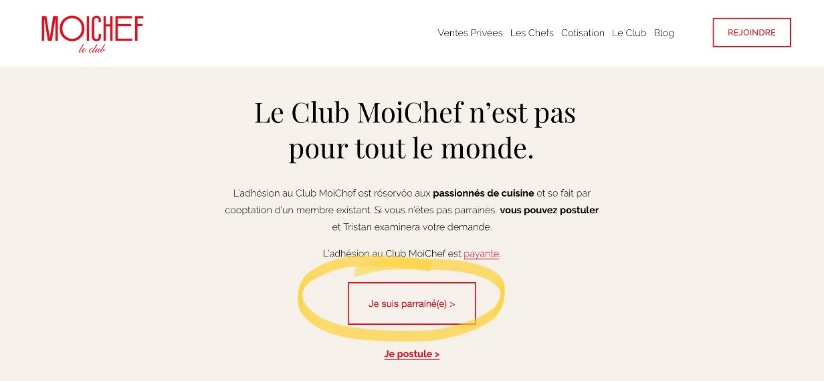 MOICHEF
le club
Ventes Privées Les Chefs Cotisation Le Club Blog
REJOINDRE
Le Club MoiChef n'est pas
pour tout le monde.
L'adhésion au Club MoiChef est réservée aux passionnés de cuisine et se fait par
cooptation d'un membre existant. Si vous n'êtes pas parrainés, vous pouvez postuler
et Tristan examinera votre demande.
L'adhésion au Club MoiChef est payante.
Je suis parrainé(e) >
Je postule >